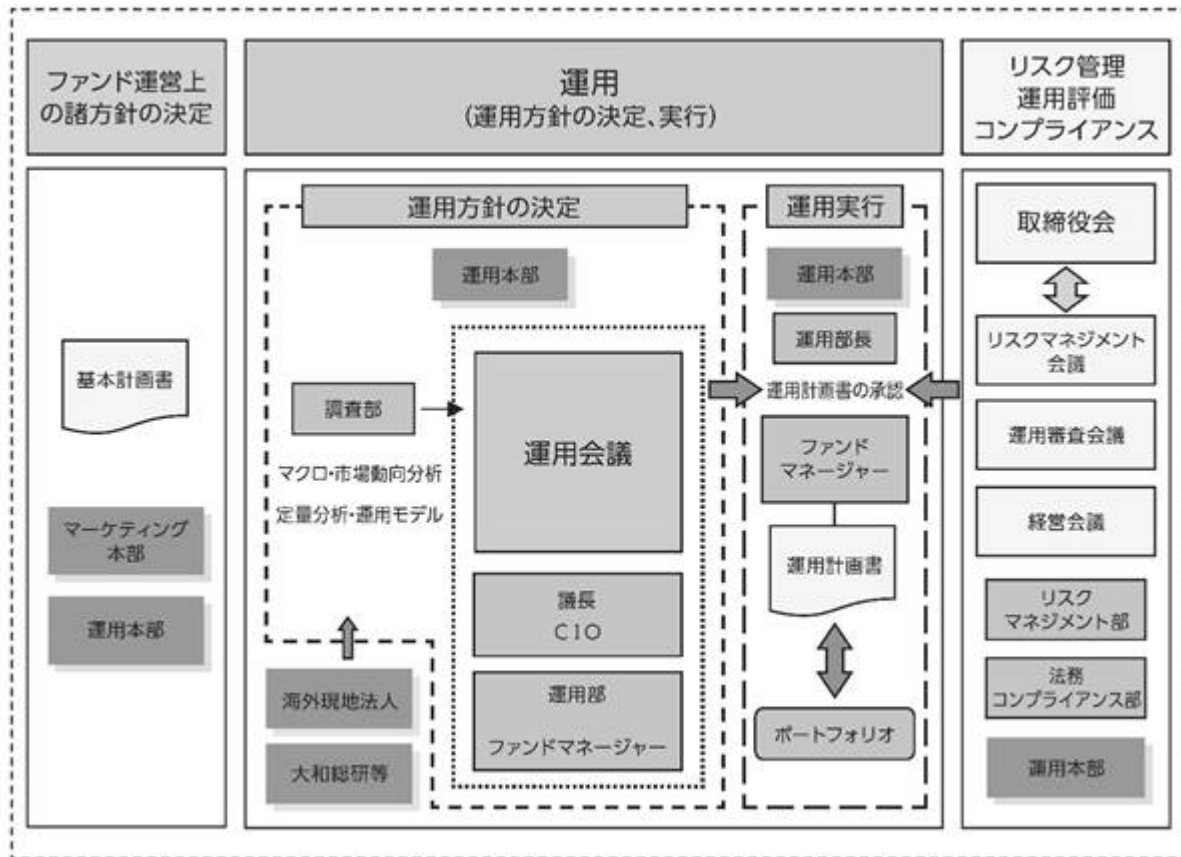 ファンド運営上
の諸方針の決定
運用
(運用方針の決定、実行)
リスク管理
運用評価
コンプライアンス
基本計画書
マーケティング
本部
運用本部
運用方針の決定
運用本部
調査部
マクロ・市場動向分析
定量分析・運用モデル
海外現地法人
大和総研等
運用会議
議長
CIO
運用部
ファンドマネージャー
運用実行
運用本部
運用部長
運用計画書の承認
ファンド
マネージャー
運用計画書
ポートフォリオ
取締役会
リスクマネジメント
会議
運用審査会議
経営会議
リスク
マネジメント部
法務
コンプライアンス部
運用本部